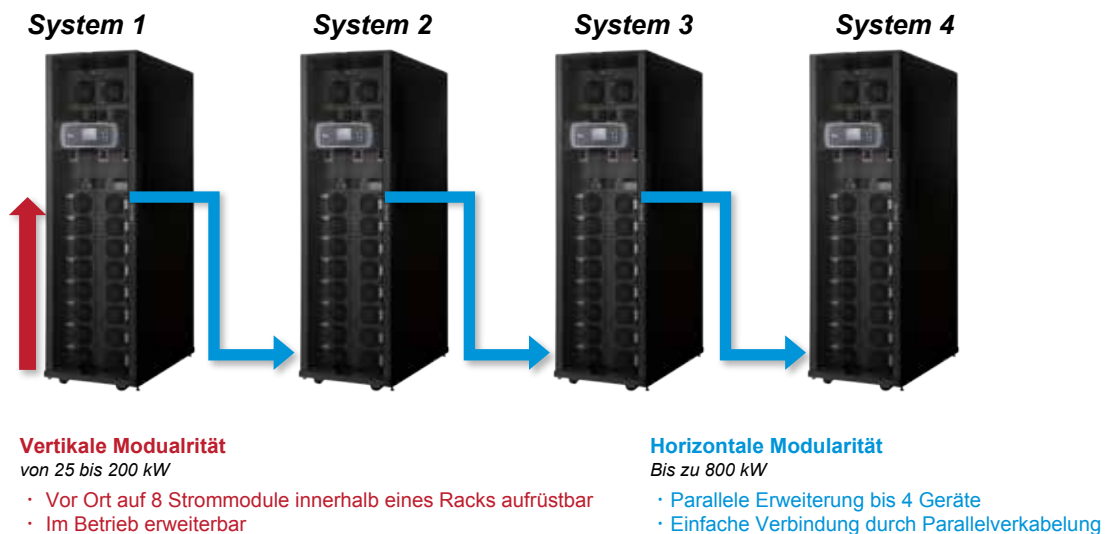 System 1
System 2
System 3
System 4
Vertikale Modualrität
von 25 bis 200 kW
· Vor Ort auf 8 Strommodule innerhalb eines Racks aufrüstbar
· Im Betrieb erweiterbar
Horizontale Modularität
Bis zu 800 kW
· Parallele Erweiterung bis 4 Geräte
· Einfache Verbindung durch Parallelverkabelung